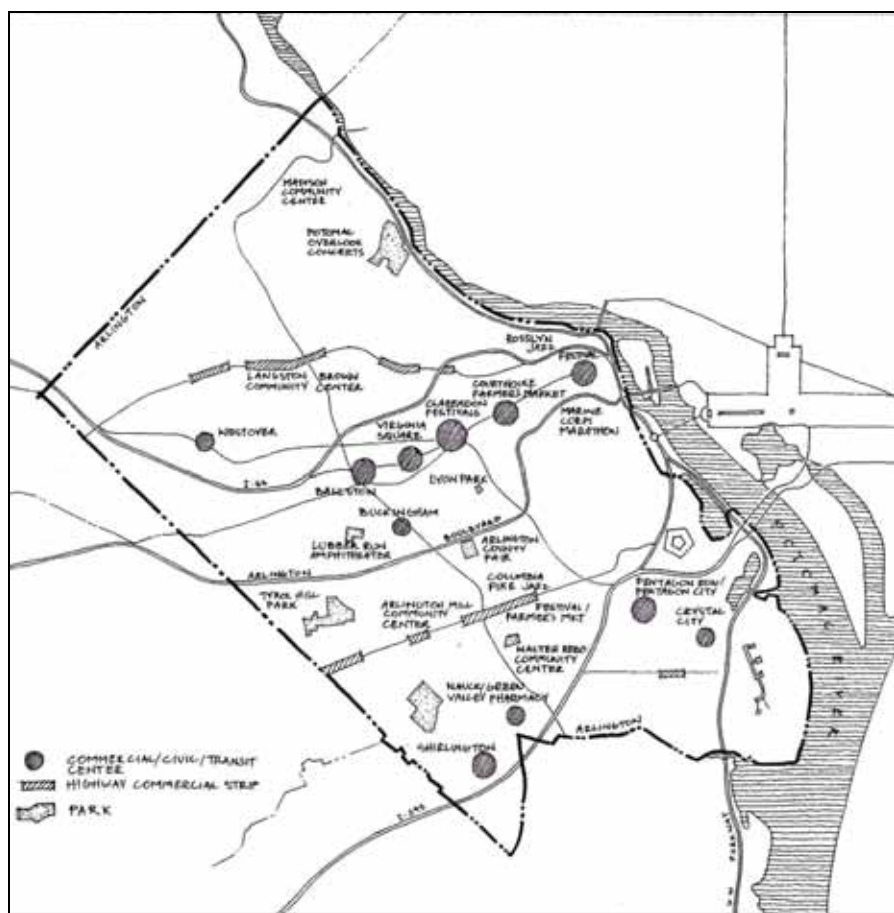 MADISON
COMMUNITY
CENTER
POTOMAC
OVERLOOK
CONCERTS
ARLINGTON
ROSSLYN
JAZZ
FESTIVAL
LANGSTON BROWN
COMMUNITY CENTER
COURTHOUSE
FARMERS MARKET
CLARENDON
FESTIVALS
MARINE
CORPS
MARATHON
WESTOVER
VIRGINIA
SQUARE
I-66
BALLSTON
LYON PARK
BUCKINGHAM
BOULEVARD
LUBBER RUN
AMPHITHEATER
ARLINGTON
COUNTY
FAIR
ARLINGTON
POTOMAC RIVER
COLUMBIA
PIKE JAZZ
FESTIVAL/
FARMERS MKT
PENTAGON ROW/
PENTAGON CITY
TYROL HILL
PARK
ARLINGTON MILL
COMMUNITY
CENTER
CRYSTAL
CITY
WALTER REED
COMMUNITY
CENTER
NAUCK/GREEN
VALLEY PHARMACY
ARLINGTON
SHIRLINGTON
I-395
COMMERCIAL/CIVIC/TRANSIT
CENTER
HIGHWAY COMMERCIAL STRIP
PARK